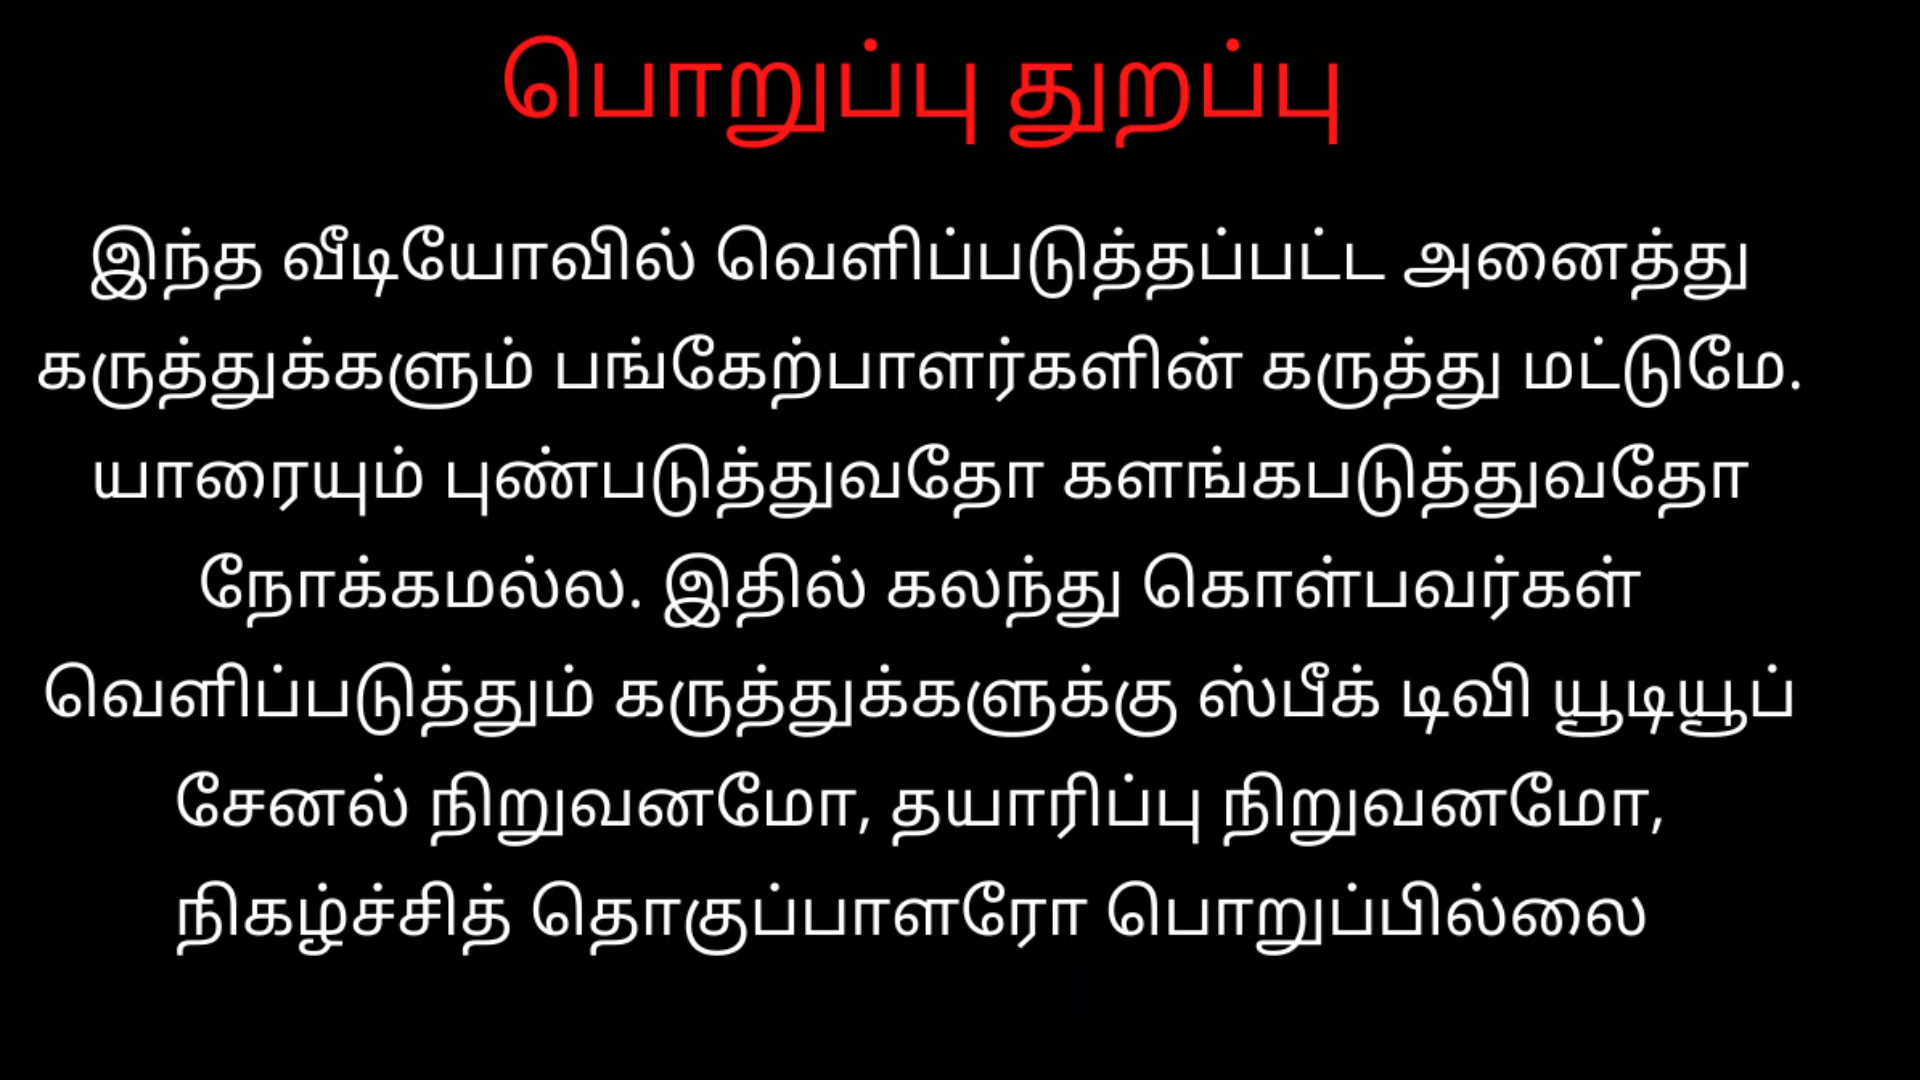 பொறுப்பு துறப்பு
இந்த வீடியோவில் வெளிப்படுத்தப்பட்ட அனைத்து
கருத்துக்களும் பங்கேற்பாளர்களின் கருத்து மட்டுமே.
யாரையும் புண்படுத்துவதோ களங்கபடுத்துவதோ
நோக்கமல்ல. இதில் கலந்து கொள்பவர்கள்
வெளிப்படுத்தும் கருத்துக்களுக்கு ஸ்பீக் டிவி யூடியூப்
சேனல் நிறுவனமோ, தயாரிப்பு நிறுவனமோ,
நிகழ்ச்சித் தொகுப்பாளரோ பொறுப்பில்லை